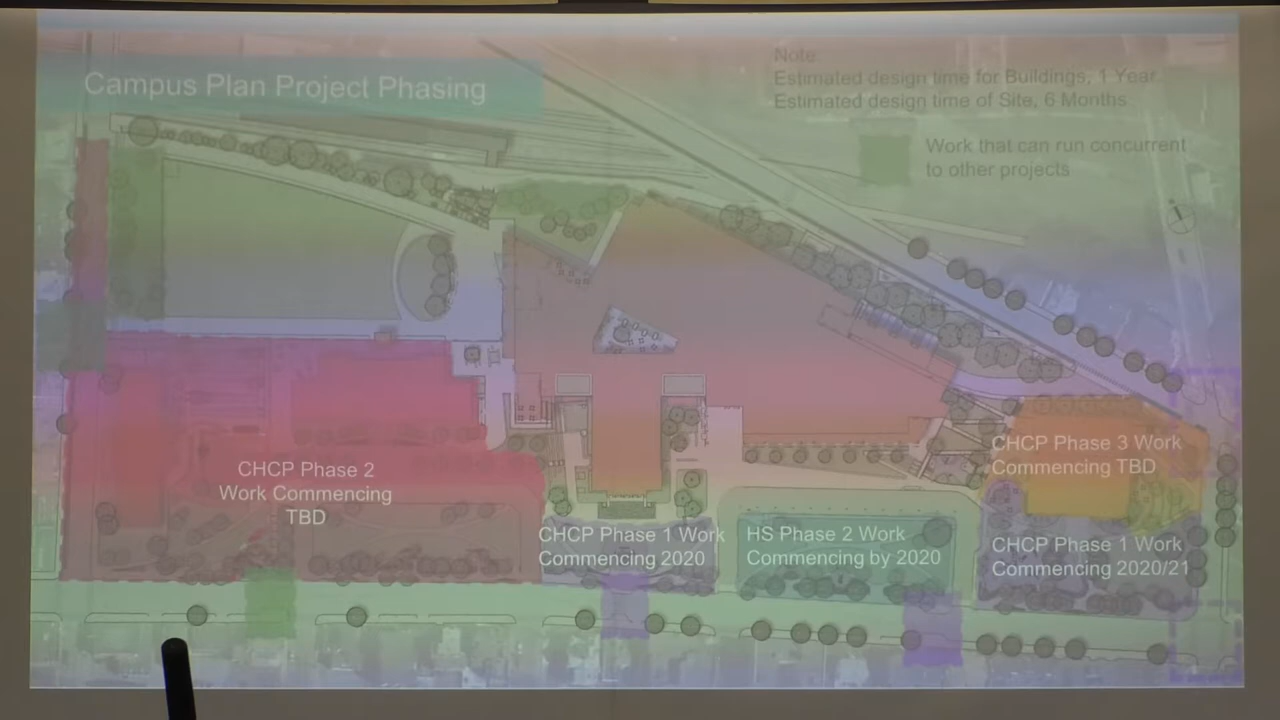 Campus Plan Project Phasing
Note:
Estimated design time for Buildings, 1 Year.
Estimated design time of Site, 6 Months.
Work that can run concurrent
to other projects
CHCP Phase 3 Work
Commencing TBD
CHCP Phase 2
Work Commencing
TBD
CHCP Phase 1 Work
Commencing 2020
HS Phase 2 Work
Commencing by 2020
CHCP Phase 1 Work
Commencing 2020/21